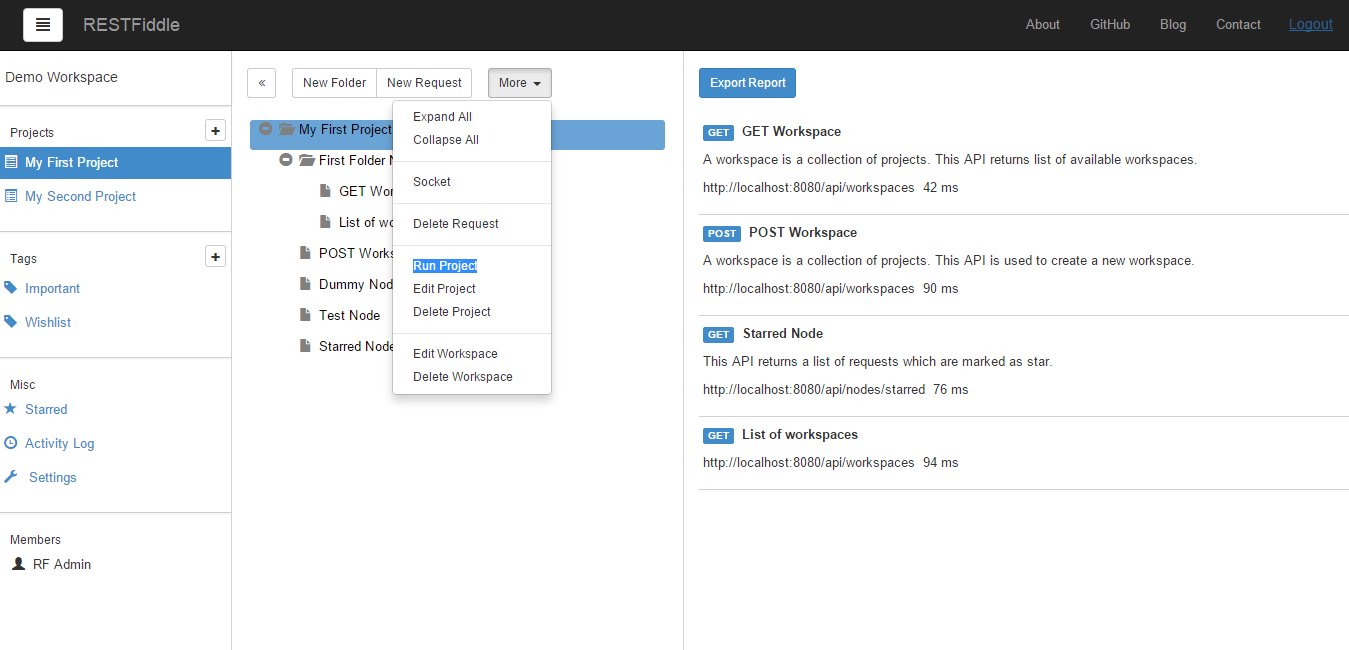 RESTFiddle
About GitHub Blog Contact Logout
Demo Workspace
Projects
+
My First Project
My Second Project
Tags
+
Important
Wishlist
Misc
Starred
Activity Log
Settings
Members
RF Admin
« New Folder New Request More
My First Project
First Folder
GET
List of
POST
Dummy
Test Node
Starred Node
Expand All
Collapse All
Socket
Delete Request
Run Project
Edit Project
Delete Project
Edit Workspace
Delete Workspace
Export Report
GET GET Workspace
A workspace is a collection of projects. This API returns list of available workspaces.
http://localhost:8080/api/workspaces 42 ms
POST POST Workspace
A workspace is a collection of projects. This API is used to create a new workspace.
http://localhost:8080/api/workspaces 90 ms
GET Starred Node
This API returns a list of requests which are marked as star.
http://localhost:8080/api/nodes/starred 76 ms
GET List of workspaces
http://localhost:8080/api/workspaces 94 ms